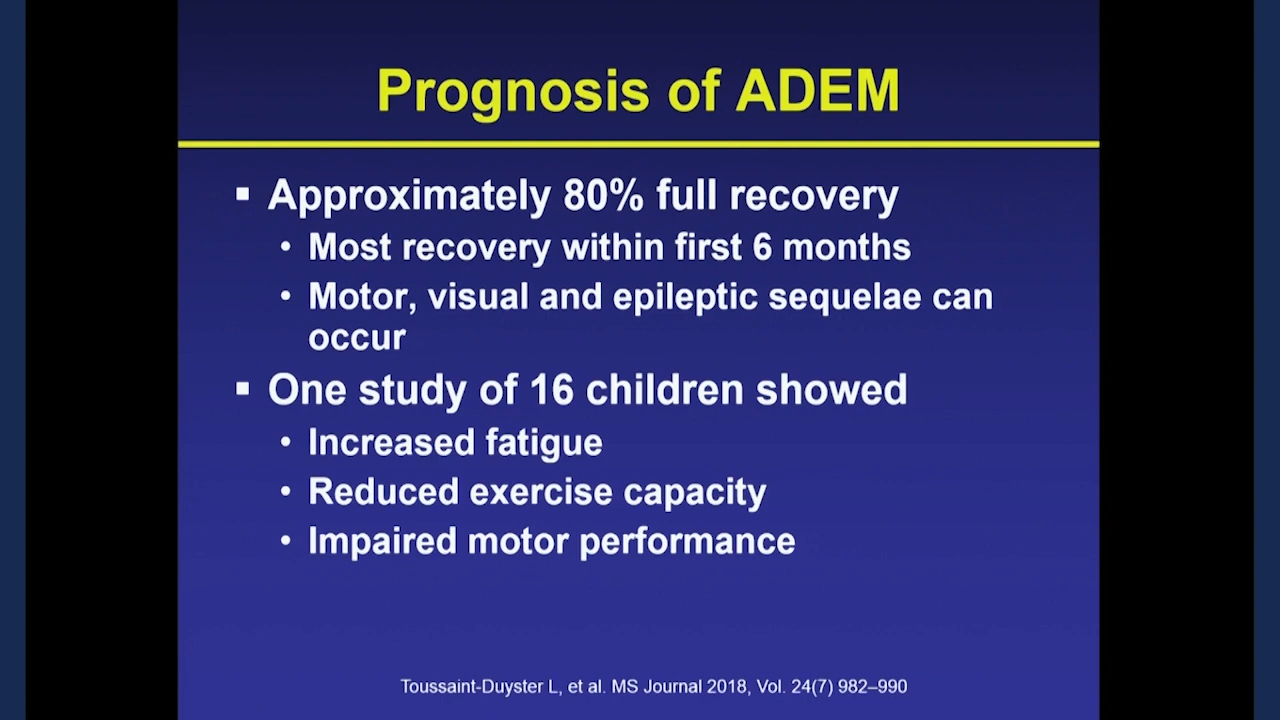 Prognosis of ADEM
▪ Approximately 80% full recovery
• Most recovery within first 6 months
• Motor, visual and epileptic sequelae can
occur
▪ One study of 16 children showed
• Increased fatigue
• Reduced exercise capacity
• Impaired motor performance
Toussaint-Duyster L, et al. MS Journal 2018, Vol. 24(7) 982–990